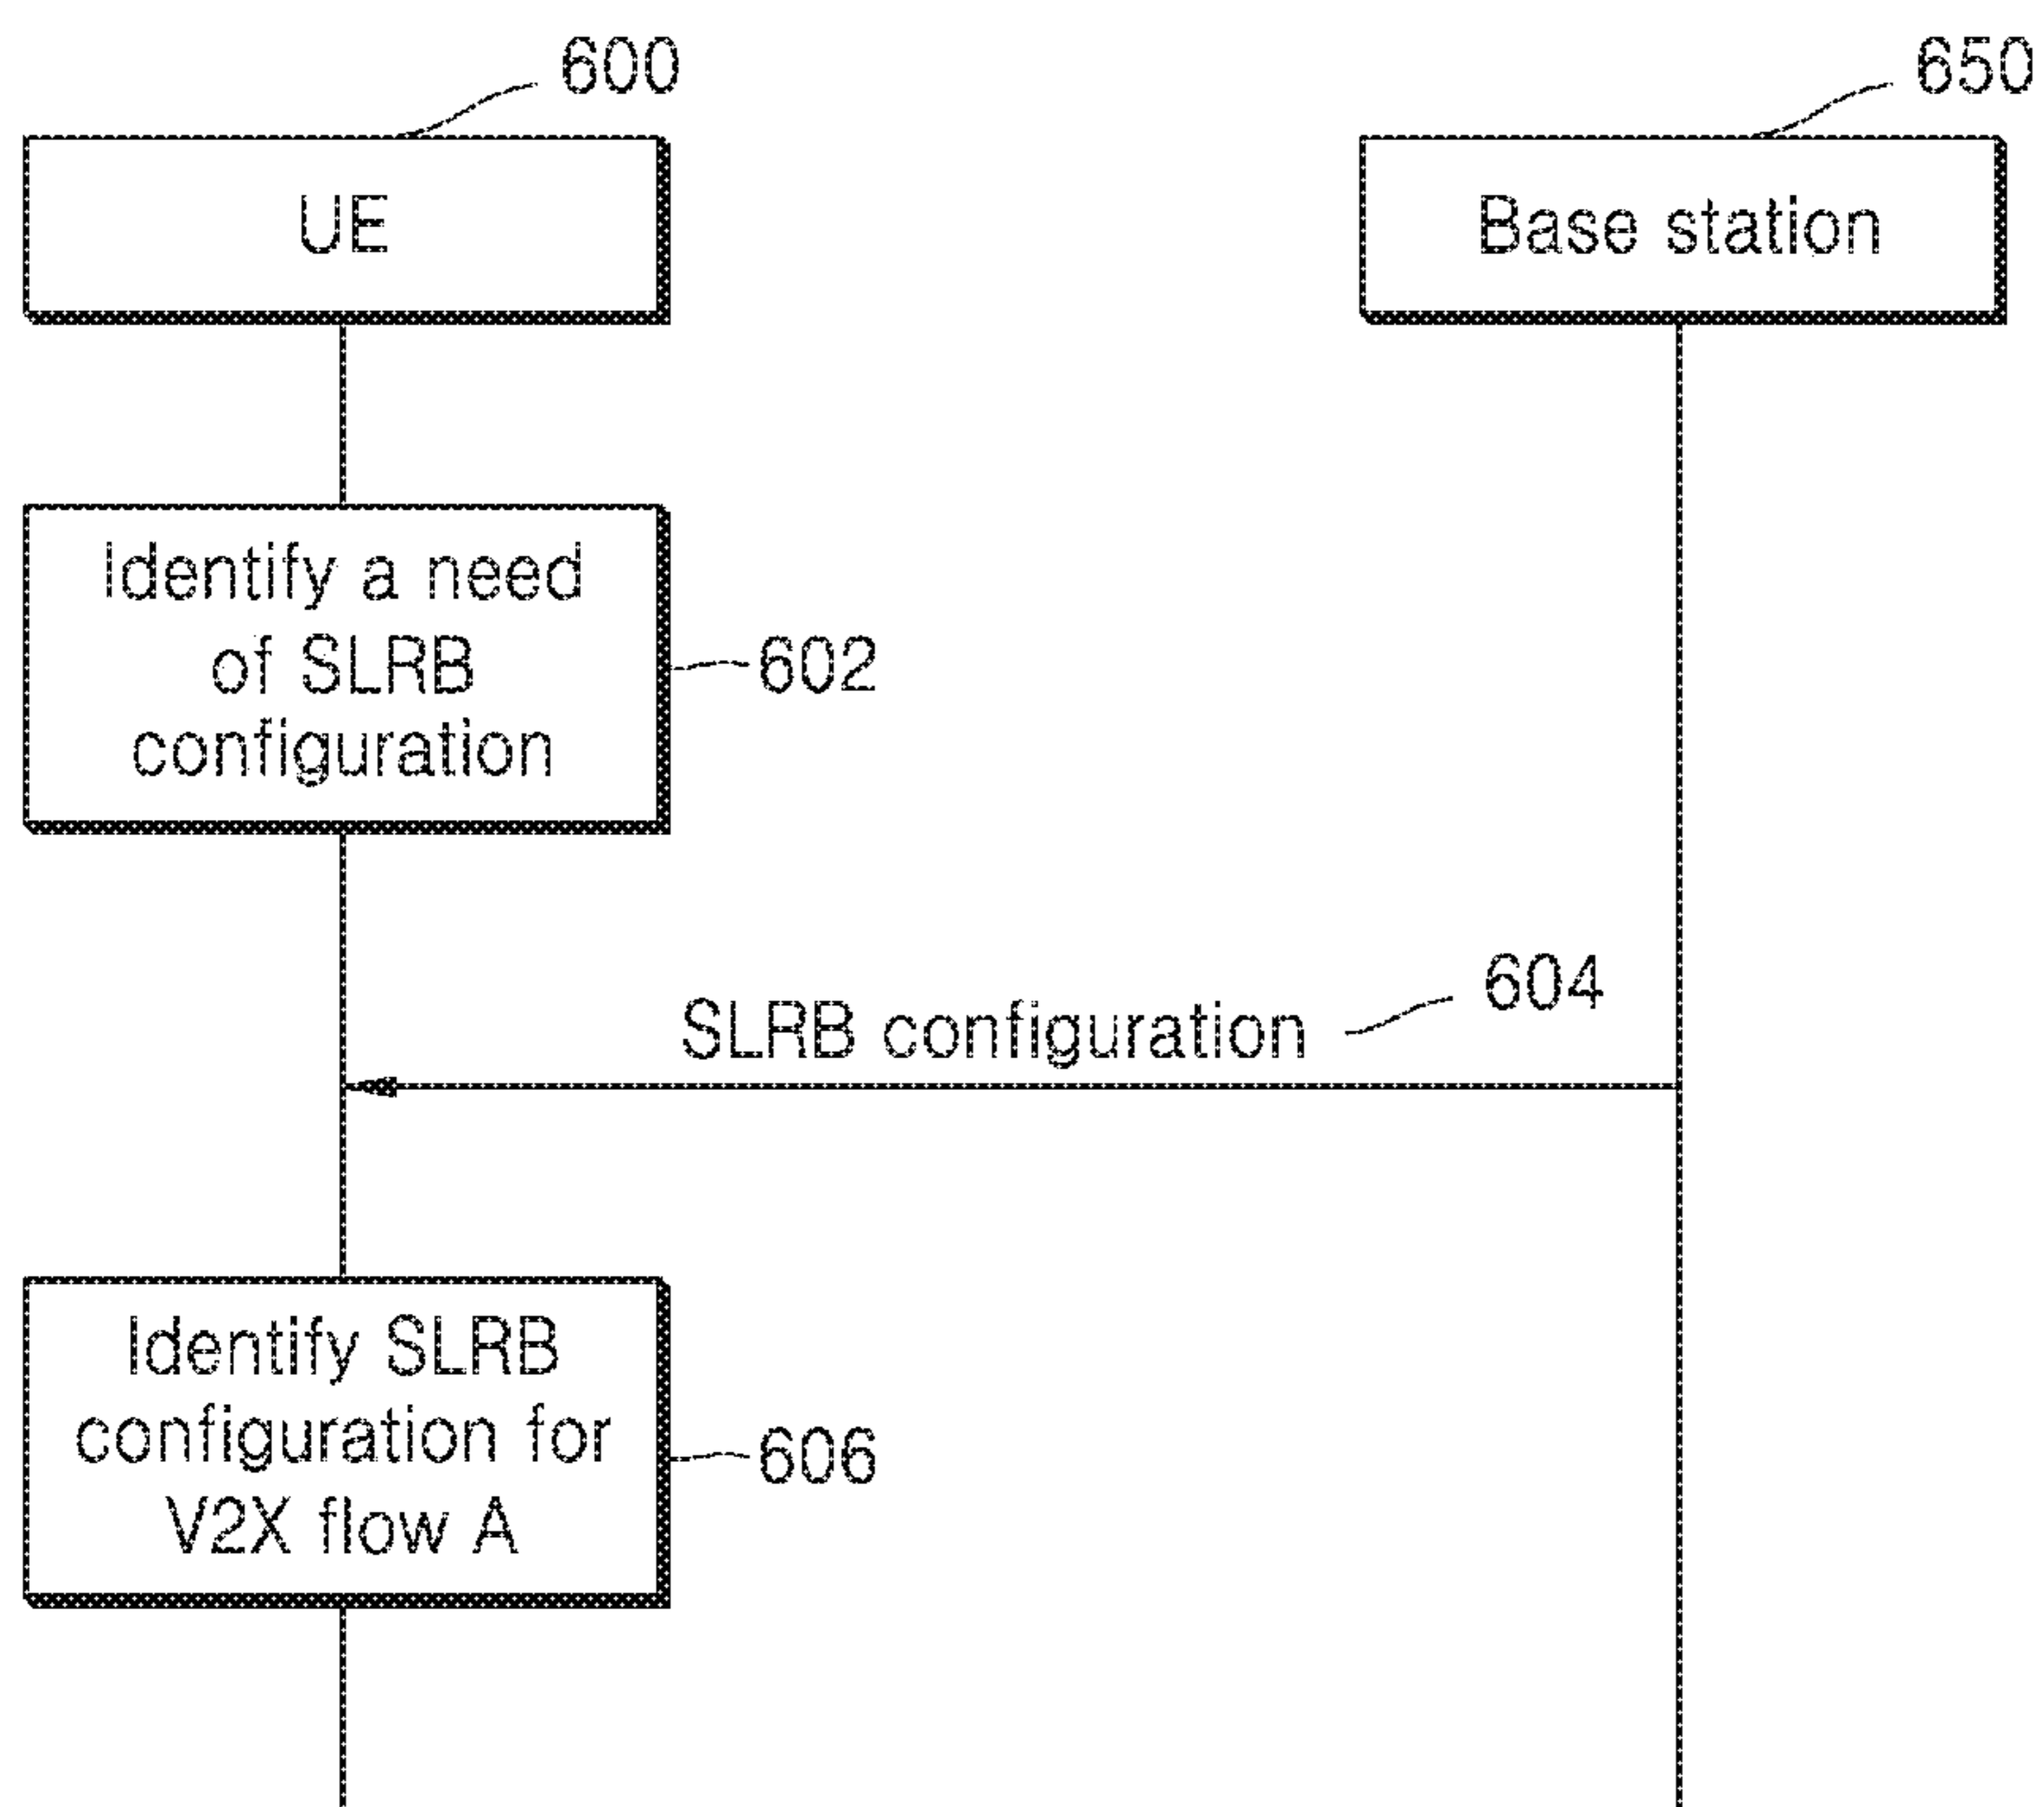 600
650
UE
Base station
Identify a need
of SLRB
configuration
602
604
SLRB configuration
Identify SLRB
configuration for
V2X flow A
606